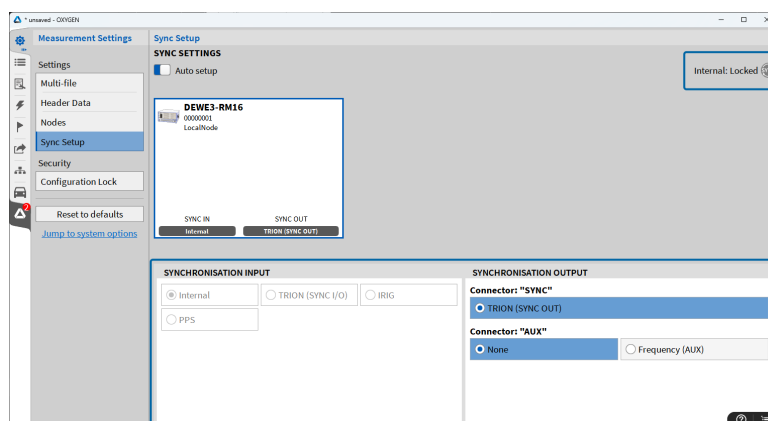 * unsaved - OXYGEN
Measurement Settings
Sync Setup
SYNC SETTINGS
Auto setup
Internal: Locked
Settings
Multi-file
Header Data
Nodes
Sync Setup
Security
Configuration Lock
Reset to defaults
Jump to system options
2
DEWE3-RM16
00000001
LocalNode
SYNC IN
SYNC OUT
Internal
TRION (SYNC OUT)
SYNCHRONISATION INPUT
Internal
TRION (SYNC I/O)
IRIG
PPS
SYNCHRONISATION OUTPUT
Connector: "SYNC"
TRION (SYNC OUT)
Connector: "AUX"
None
Frequency (AUX)